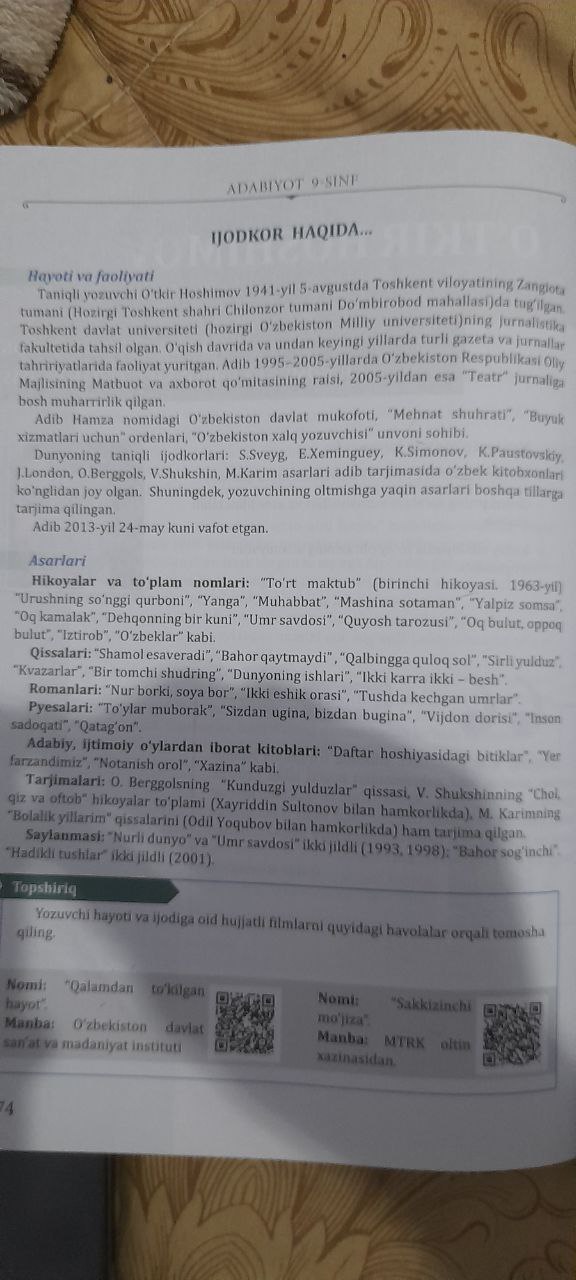 ADABIYOT 9-SINF
IJODKOR HAQIDA...
Hayoti va faoliyati
Taniqli yozuvchi O‘tkir Hoshimov 1941-yil 5-avgustda Toshkent viloyatining Zangiota
tumani (Hozirgi Toshkent shahri Chilonzor tumani Do‘mbirobod mahallasi)da tug‘ilgan.
Toshkent davlat universiteti (hozirgi O‘zbekiston Milliy universiteti)ning jurnalistika
fakultetida tahsil olgan. O‘qish davrida va undan keyingi yillarda turli gazeta va jurnallar
tahririyatlarida faoliyat yuritgan. Adib 1995–2005-yillarda O‘zbekiston Respublikasi Oliy
Majlisining Matbuot va axborot qo‘mitasining raisi, 2005-yildan esa “Teatr” jurnaliga
bosh muharrirlik qilgan.
Adib Hamza nomidagi O‘zbekiston davlat mukofoti, “Mehnat shuhrati”, “Buyuk
xizmatlari uchun” ordenlari, “O‘zbekiston xalq yozuvchisi” unvoni sohibi.
Dunyoning taniqli ijodkorlari: S.Sveyg, E.Xeminguey, K.Simonov, K.Paustovskiy,
J.London, O.Berggols, V.Shukshin, M.Karim asarlari adib tarjimasida o‘zbek kitobxonlari
ko‘nglidan joy olgan. Shuningdek, yozuvchining oltmishga yaqin asarlari boshqa tillarga
tarjima qilingan.
Adib 2013-yil 24-may kuni vafot etgan.
Asarlari
Hikoyalar va to‘plam nomlari: “To‘rt maktub” (birinchi hikoyasi. 1963-yil)
“Urushning so‘nggi qurboni”, “Yanga”, “Muhabbat”, “Mashina sotaman”, “Yalpiz somsa”,
“Oq kamalak”, “Dehqonning bir kuni”, “Umr savdosi”, “Quyosh tarozusi”, “Oq bulut, oppoq
bulut”, “Iztirob”, “O‘zbeklar” kabi.
Qissalari: “Shamol esaveradi”, “Bahor qaytmaydi” , “Qalbingga quloq sol”, “Sirli yulduz”,
“Kvazarlar”, “Bir tomchi shudring”, “Dunyoning ishlari”, “Ikki karra ikki – besh”.
Romanlari: “Nur borki, soya bor”, “Ikki eshik orasi”, “Tushda kechgan umrlar”.
Pyesalari: “To‘ylar muborak”, “Sizdan ugina, bizdan bugina”, “Vijdon dorisi”, “Inson
sadoqati”, “Qatag‘on”.
Adabiy, ijtimoiy o‘ylardan iborat kitoblari: “Daftar hoshiyasidagi bitiklar”, “Yer
farzandimiz”, “Notanish orol”, “Xazina” kabi.
Tarjimalari: O. Berggolsning “Kunduzgi yulduzlar” qissasi, V. Shukshinning “Chol,
qiz va oftob” hikoyalar to‘plami (Xayriddin Sultonov bilan hamkorlikda), M. Karimning
“Bolalik yillarim” qissalarini (Odil Yoqubov bilan hamkorlikda) ham tarjima qilgan.
Saylanmasi: “Nurli dunyo” va “Umr savdosi” ikki jildli (1993, 1998); “Bahor sog‘inchi”.
“Hadikli tushlar” ikki jildli (2001).
Topshiriq
Yozuvchi hayoti va ijodiga oid hujjatli filmlarni quyidagi havolalar orqali tomosha
qiling.
Nomi: “Qalamdan to‘kilgan
hayot”.
Manba: O‘zbekiston davlat
san’at va madaniyat instituti
Nomi: “Sakkizinchi
mo‘jiza”.
Manba: MTRK oltin
xazinasidan.
74